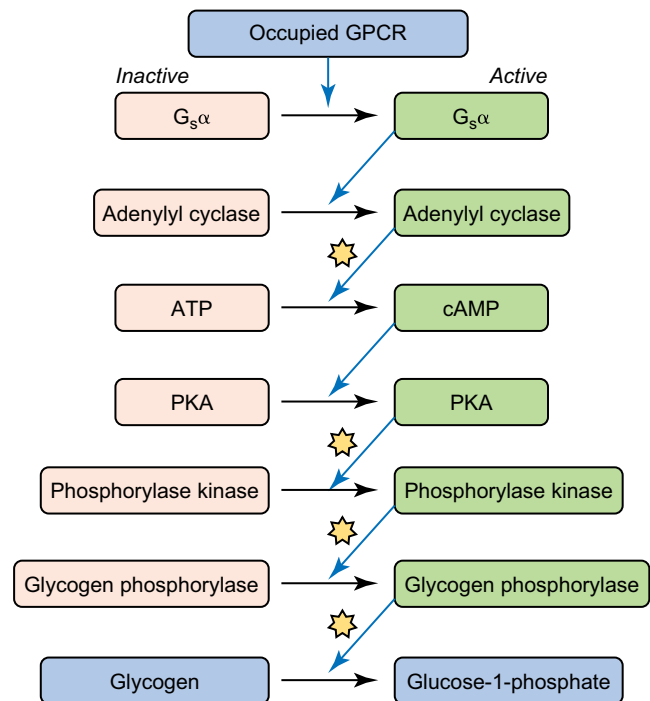 Occupied GPCR
Inactive
Active
Gₛα
Gₛα
Adenylyl cyclase
Adenylyl cyclase
ATP
cAMP
PKA
PKA
Phosphorylase kinase
Phosphorylase kinase
Glycogen phosphorylase
Glycogen phosphorylase
Glycogen
Glucose-1-phosphate